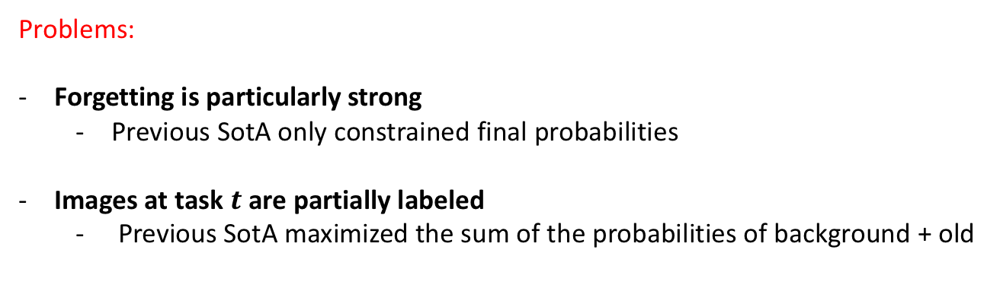 Problems:
- Forgetting is particularly strong
- Previous SotA only constrained final probabilities
- Images at task t are partially labeled
- Previous SotA maximized the sum of the probabilities of background + old